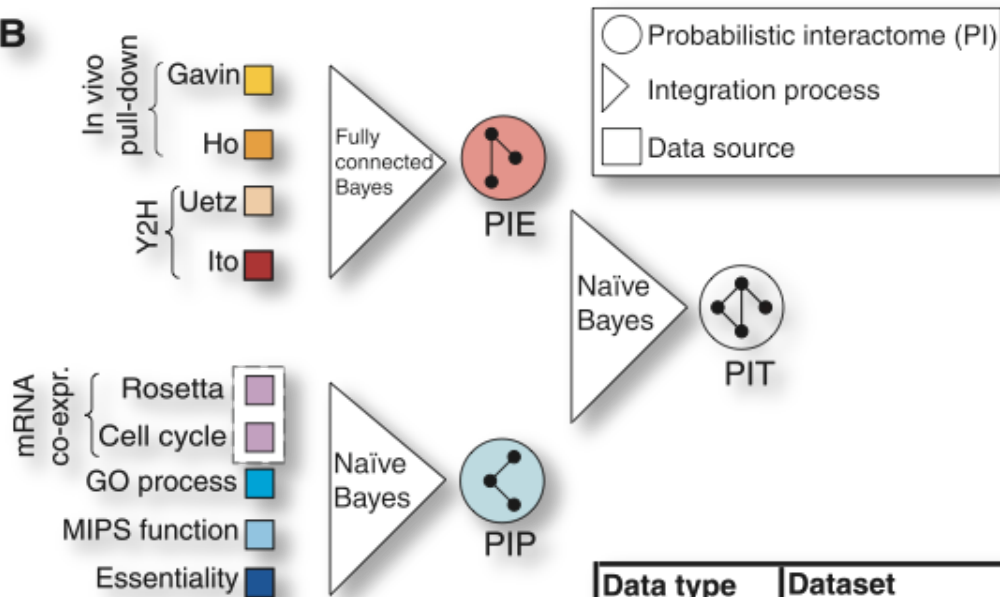 B
In vivo
pull-down
Gavin
Ho
Y2H
Uetz
Ito
Fully
connected
Bayes
PIE
Probabilistic interactome (PI)
Integration process
Data source
Naïve
Bayes
PIT
mRNA
co-expr.
Rosetta
Cell cycle
GO process
MIPS function
Essentiality
Naïve
Bayes
PIP
Data type
Dataset